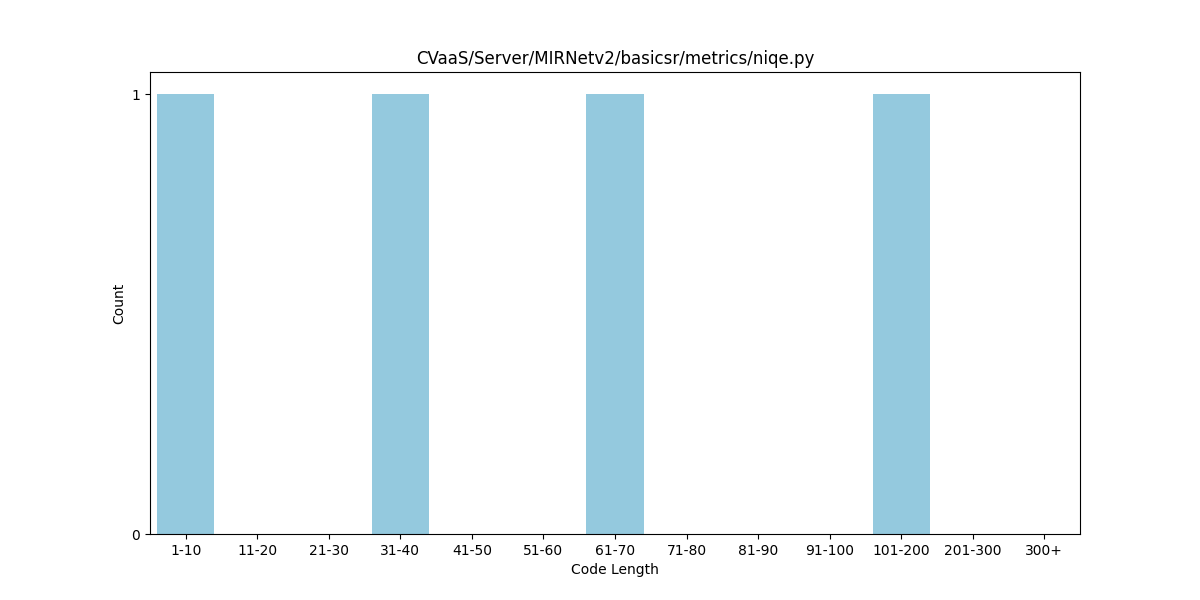 CVaaS/Server/MIRNetv2/basicsr/metrics/niqe.py
1
Count
0
1-10 11-20 21-30 31-40 41-50 51-60 61-70 71-80 81-90 91-100 101-200 201-300 300+
Code Length